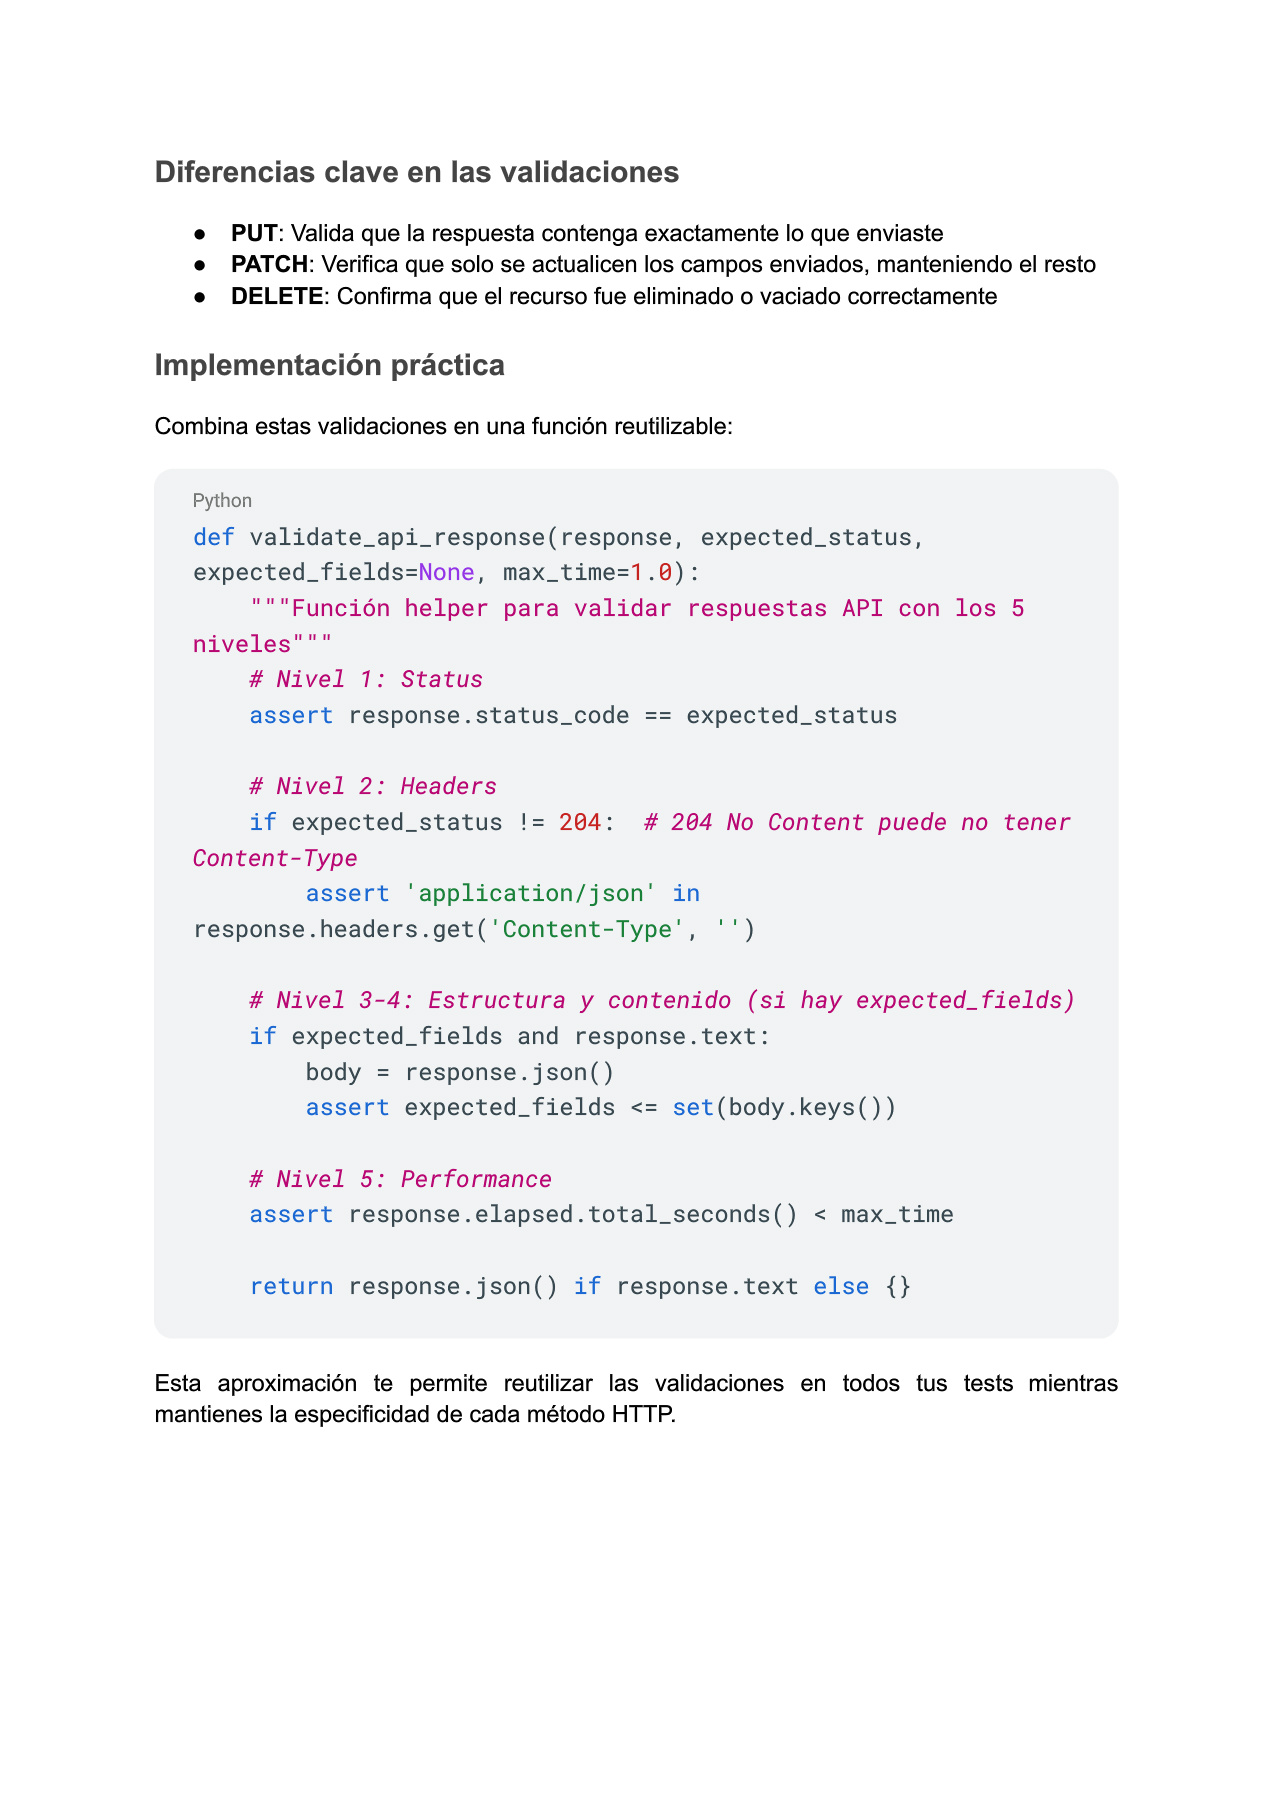 Diferencias clave en las validaciones
● PUT: Valida que la respuesta contenga exactamente lo que enviaste
● PATCH: Verifica que solo se actualicen los campos enviados, manteniendo el resto
● DELETE: Confirma que el recurso fue eliminado o vaciado correctamente
Implementación práctica
Combina estas validaciones en una función reutilizable:
Python
def validate_api_response(response, expected_status,
expected_fields=None, max_time=1.0):
    """Función helper para validar respuestas API con los 5
niveles"""
    # Nivel 1: Status
    assert response.status_code == expected_status

    # Nivel 2: Headers
    if expected_status != 204:  # 204 No Content puede no tener
Content-Type
        assert 'application/json' in
response.headers.get('Content-Type', '')

    # Nivel 3-4: Estructura y contenido (si hay expected_fields)
    if expected_fields and response.text:
        body = response.json()
        assert expected_fields <= set(body.keys())

    # Nivel 5: Performance
    assert response.elapsed.total_seconds() < max_time

    return response.json() if response.text else {}
Esta aproximación te permite reutilizar las validaciones en todos tus tests mientras
mantienes la especificidad de cada método HTTP.